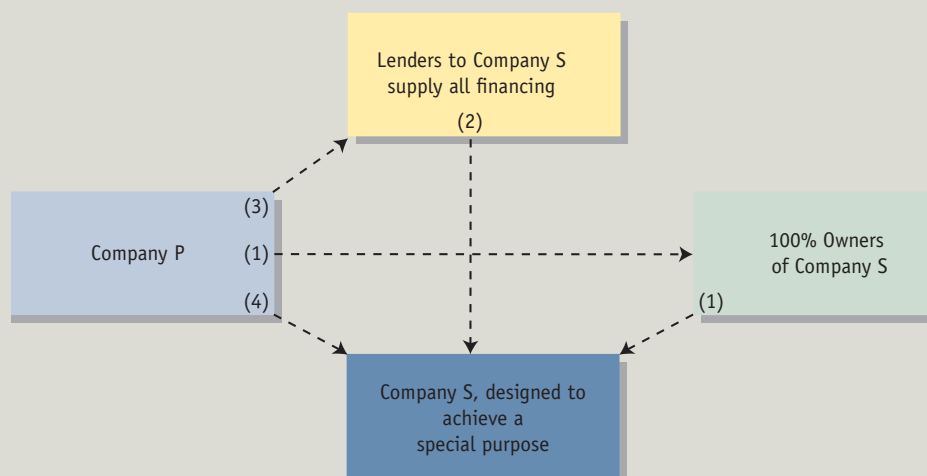 Lenders to Company S
supply all financing
(2)
(3)
Company P
(1)
(4)
100% Owners
of Company S
(1)
Company S, designed to
achieve a
special purpose